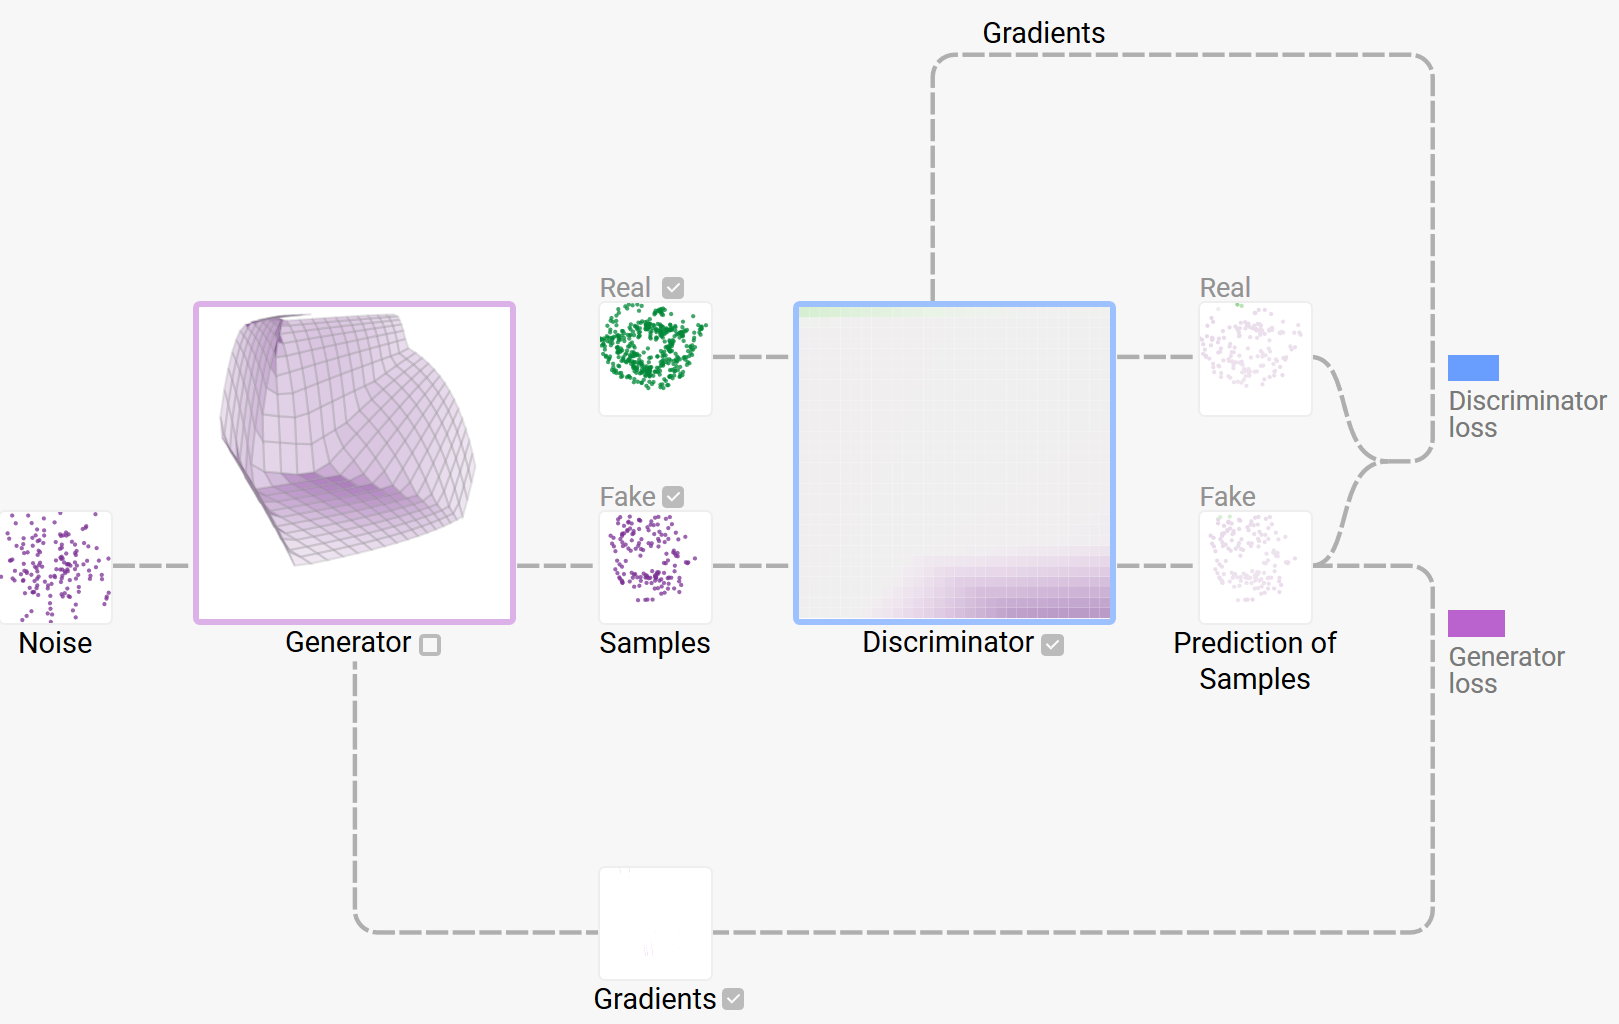 Gradients
Real
Real
Discriminator
loss
Fake
Fake
Noise
Generator
Samples
Discriminator
Prediction of
Samples
Generator
loss
Gradients